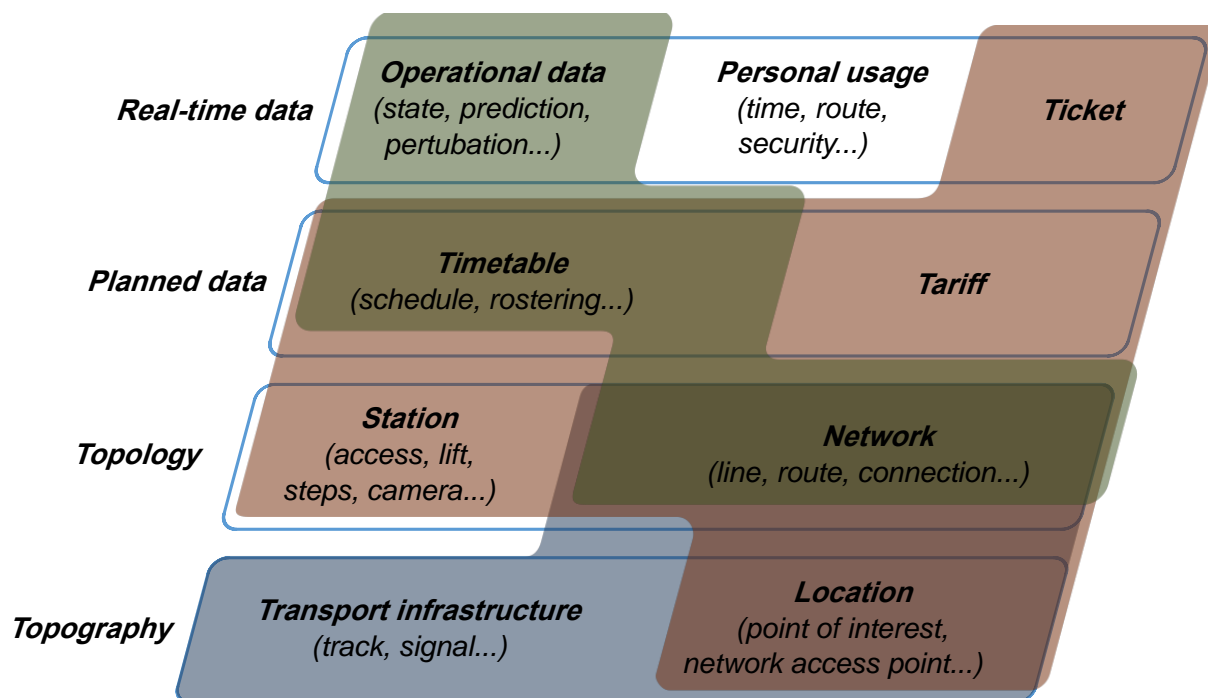 Real-time data
Operational data
(state, prediction,
pertubation...)
Personal usage
(time, route,
security...)
Ticket
Planned data
Timetable
(schedule, rostering...)
Tariff
Topology
Station
(access, lift,
steps, camera...)
Network
(line, route, connection...)
Topography
Transport infrastructure
(track, signal...)
Location
(point of interest,
network access point...)